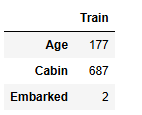 Train
Age 177
Cabin 687
Embarked 2